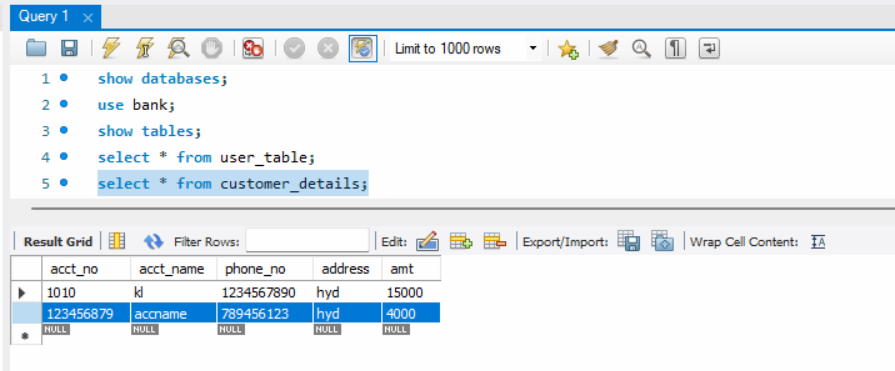 Query 1 ×
Limit to 1000 rows
1 show databases;
2 use bank;
3 show tables;
4 select * from user_table;
5 select * from customer_details;
Result Grid Filter Rows: Edit: Export/Import: Wrap Cell Content: IA
acct_no acct_name phone_no address amt
1010 kl 1234567890 hyd 15000
123456879 accname 789456123 hyd 4000
NULL NULL NULL NULL NULL